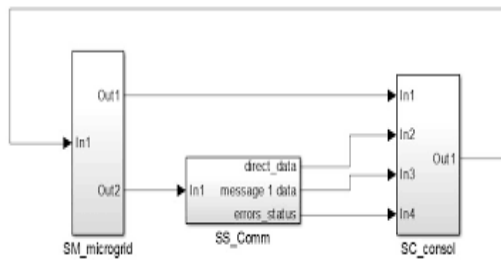 Out1
In1
In1
In2
direct_data
Out1
Out2
In1
message 1 data
In3
errors_status
In4
SM_microgrid
SS_Comm
SC_consol